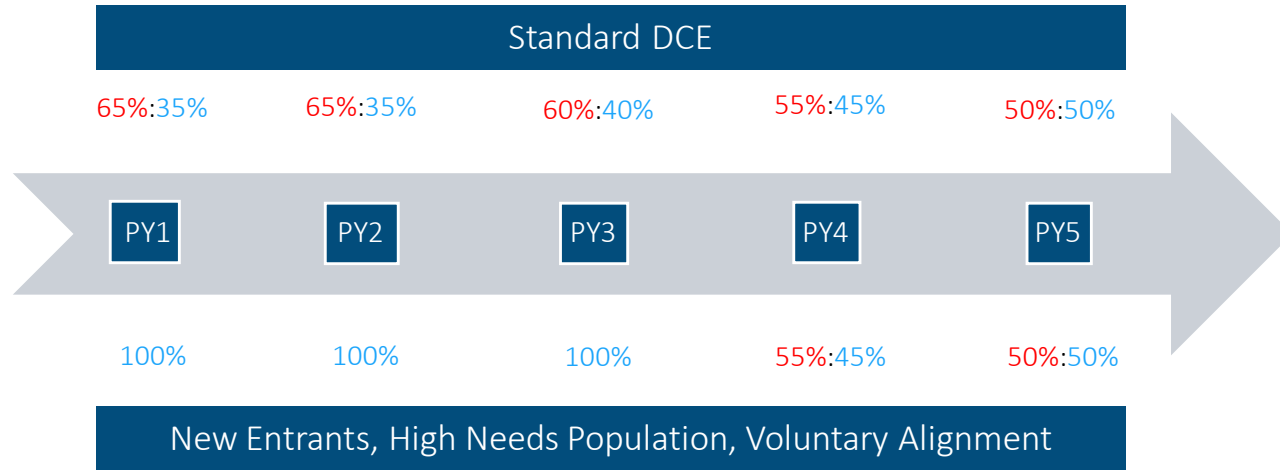 Standard DCE
65%:35% 65%:35% 60%:40% 55%:45% 50%:50%
PY1 PY2 PY3 PY4 PY5
100% 100% 100% 55%:45% 50%:50%
New Entrants, High Needs Population, Voluntary Alignment